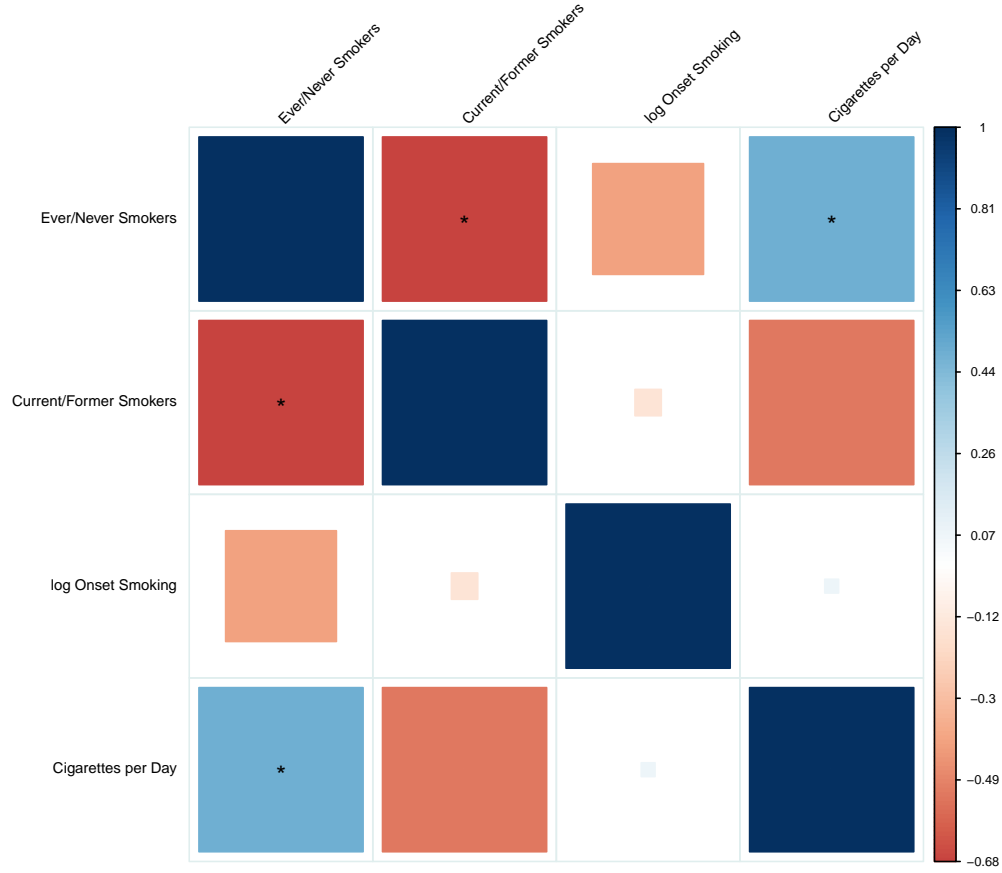 Ever/Never Smokers
Current/Former Smokers
log Onset Smoking
Cigarettes per Day
Ever/Never Smokers
*
*
Current/Former Smokers
*
log Onset Smoking
Cigarettes per Day
*
1
0.81
0.63
0.44
0.26
0.07
−0.12
−0.3
−0.49
−0.68